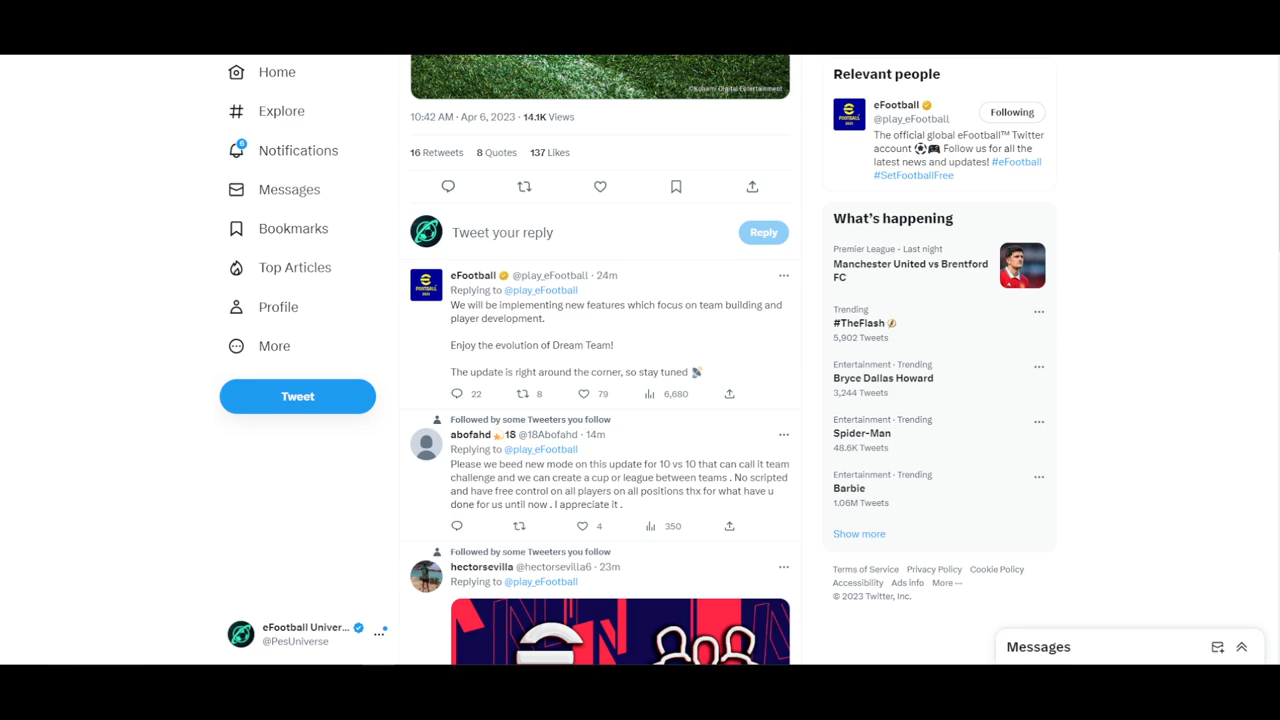 Home
Explore
6
Notifications
Messages
Bookmarks
Top Articles
Profile
More
Tweet
eFootball Univer...
@PesUniverse
©Konami Digital Entertainment
10:42 AM · Apr 6, 2023 · 14.1K Views
16 Retweets 8 Quotes 137 Likes
Tweet your reply
Reply
eFootball @play_eFootball · 24m
Replying to @play_eFootball
We will be implementing new features which focus on team building and
player development.
Enjoy the evolution of Dream Team!
The update is right around the corner, so stay tuned 📡
22 8 79 6,680
Followed by some Tweeters you follow
abofahd 💫18 @18Abofahd · 14m
Replying to @play_eFootball
Please we beed new mode on this update for 10 vs 10 that can call it team
challenge and we can create a cup or league between teams . No scripted
and have free control on all players on all positions thx for what have u
done for us until now . I appreciate it .
4 350
Followed by some Tweeters you follow
hectorsevilla @hectorsevilla6 · 23m
Replying to @play_eFootball
Relevant people
eFootball
@play_eFootball
Following
The official global eFootball™ Twitter
account ⚽🎮 Follow us for all the
latest news and updates! #eFootball
#SetFootballFree
What's happening
Premier League · Last night
Manchester United vs Brentford
FC
Trending
#TheFlash
5,902 Tweets
Entertainment · Trending
Bryce Dallas Howard
3,244 Tweets
Entertainment · Trending
Spider-Man
48.6K Tweets
Entertainment · Trending
Barbie
1.06M Tweets
Show more
Terms of Service Privacy Policy Cookie Policy
Accessibility Ads info More ···
© 2023 Twitter, Inc.
Messages